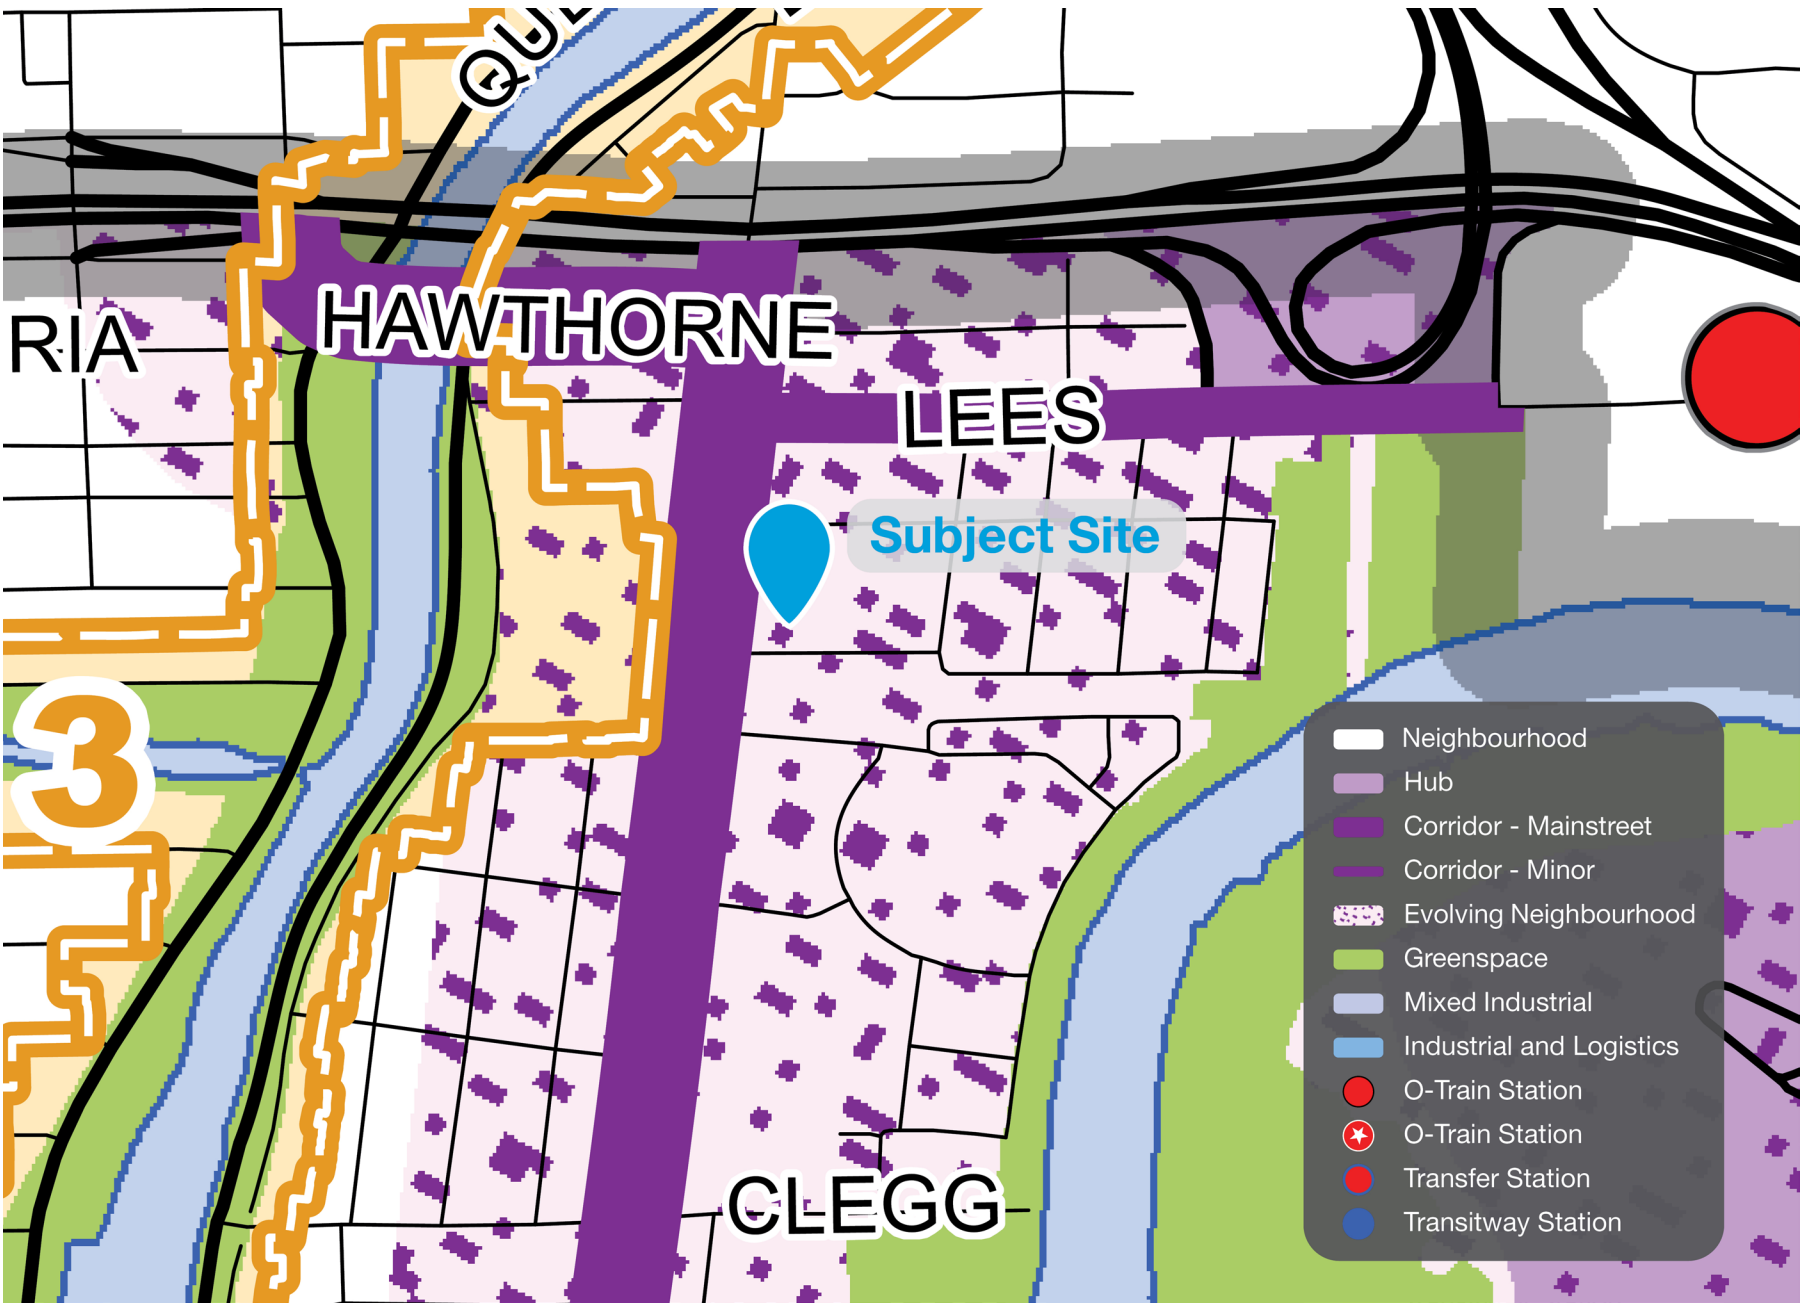 HAWTHORNE
RIA
LEES
Subject Site
3
CLEGG
Neighbourhood
Hub
Corridor - Mainstreet
Corridor - Minor
Evolving Neighbourhood
Greenspace
Mixed Industrial
Industrial and Logistics
O-Train Station
O-Train Station
Transfer Station
Transitway Station